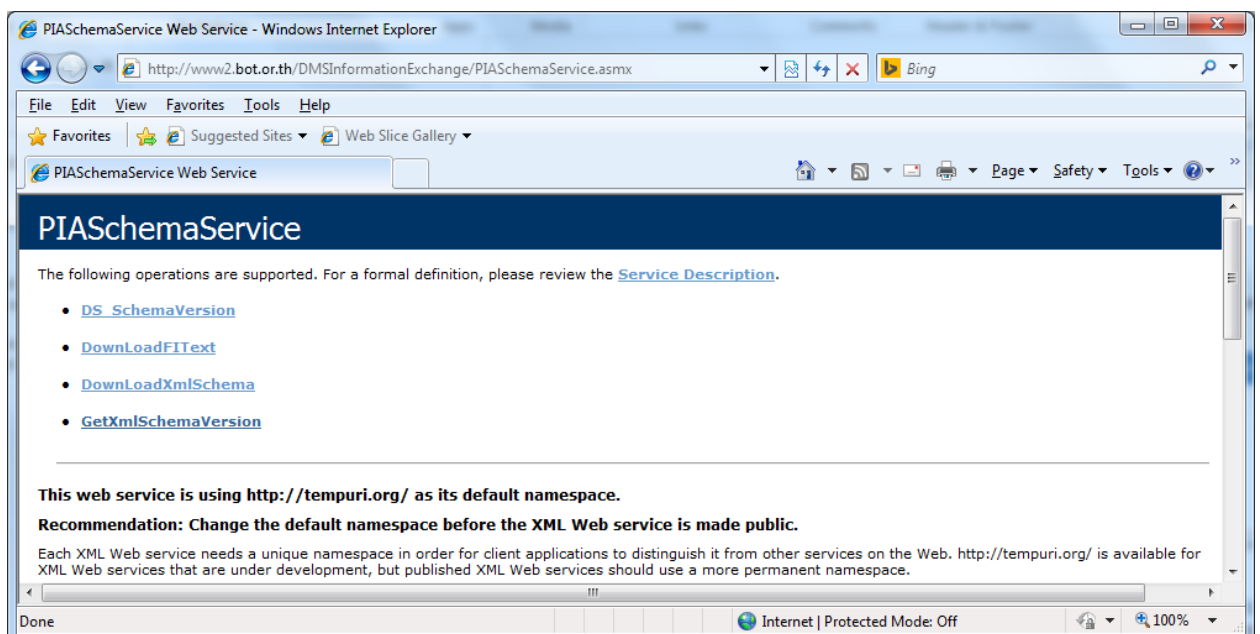 PIASchemaService Web Service - Windows Internet Explorer
http://www2.bot.or.th/DMSInformationExchange/PIASchemaService.asmx
Bing
File Edit View Favorites Tools Help
Favorites Suggested Sites Web Slice Gallery
PIASchemaService Web Service
Page Safety Tools
PIASchemaService
The following operations are supported. For a formal definition, please review the Service Description.
• DS_SchemaVersion
• DownLoadFIText
• DownLoadXmlSchema
• GetXmlSchemaVersion
This web service is using http://tempuri.org/ as its default namespace.
Recommendation: Change the default namespace before the XML Web service is made public.
Each XML Web service needs a unique namespace in order for client applications to distinguish it from other services on the Web. http://tempuri.org/ is available for
XML Web services that are under development, but published XML Web services should use a more permanent namespace.
Done Internet | Protected Mode: Off 100%